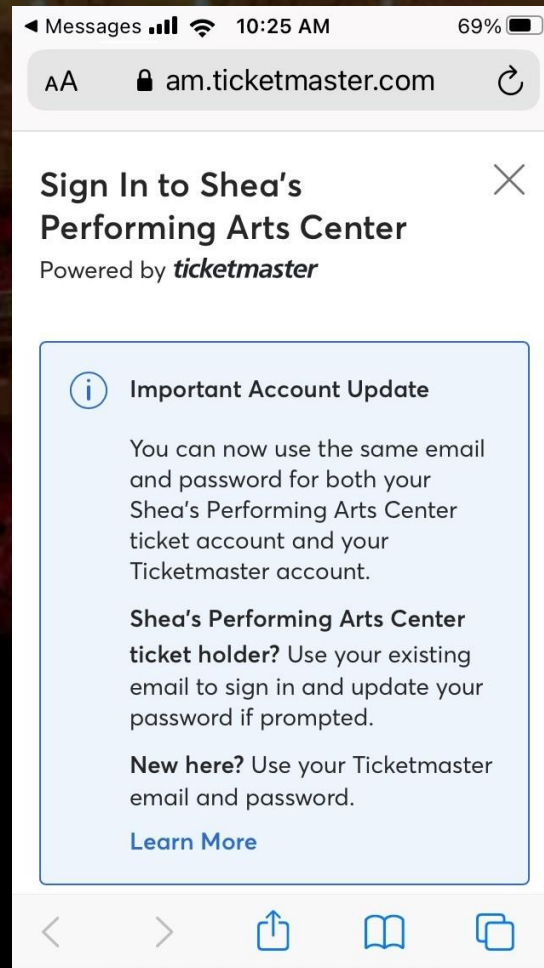 ◀ Messages 10:25 AM 69%
AA am.ticketmaster.com
Sign In to Shea's
Performing Arts Center
Powered by ticketmaster
Important Account Update
You can now use the same email
and password for both your
Shea's Performing Arts Center
ticket account and your
Ticketmaster account.
Shea's Performing Arts Center
ticket holder? Use your existing
email to sign in and update your
password if prompted.
New here? Use your Ticketmaster
email and password.
Learn More